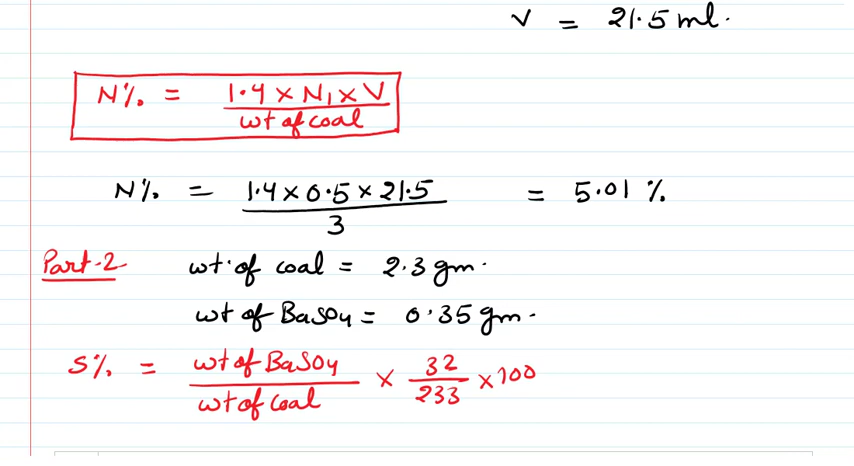 V = 21.5 ml.
N% = 1.4 × N1 × V / wt of coal
N% = 1.4 × 0.5 × 21.5 / 3 = 5.01 %
Part-2 wt. of coal = 2.3 gm.
wt of BaSO4 = 0.35 gm.
S% = wt of BaSO4 / wt of coal × 32 / 233 × 100